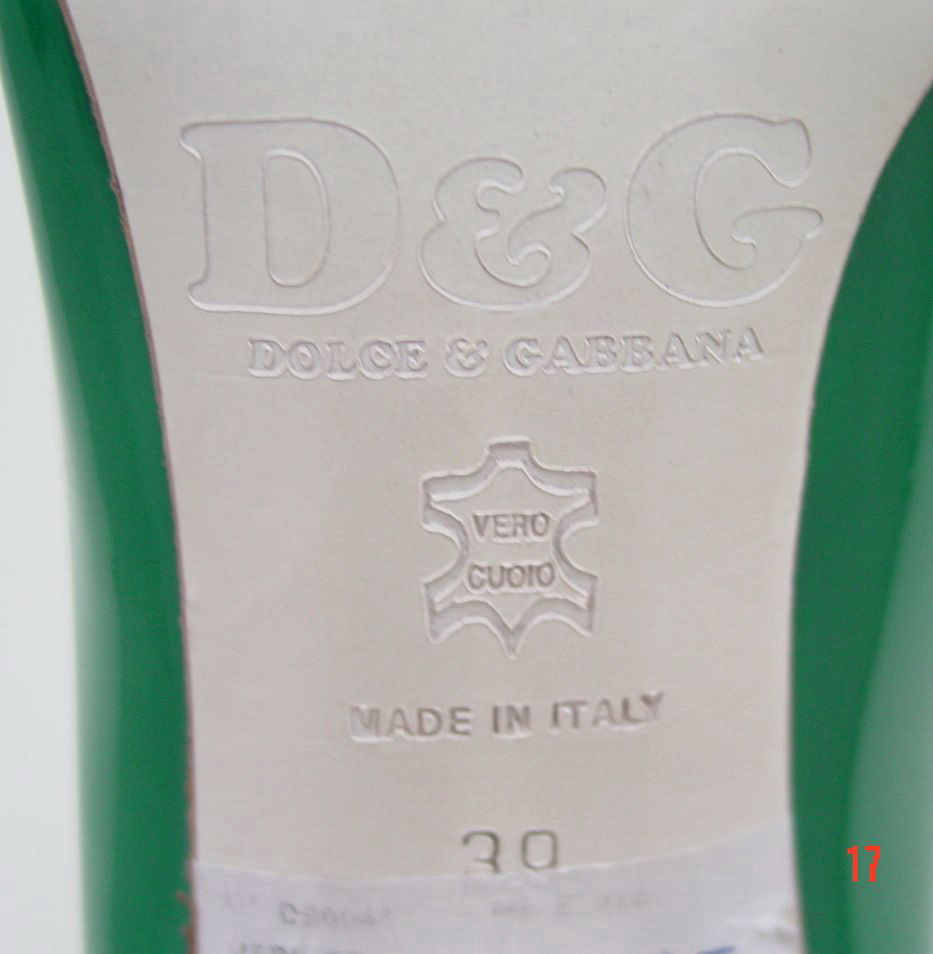 D&G
DOLCE & GABBANA
VERO
CUOIO
MADE IN ITALY
39
17